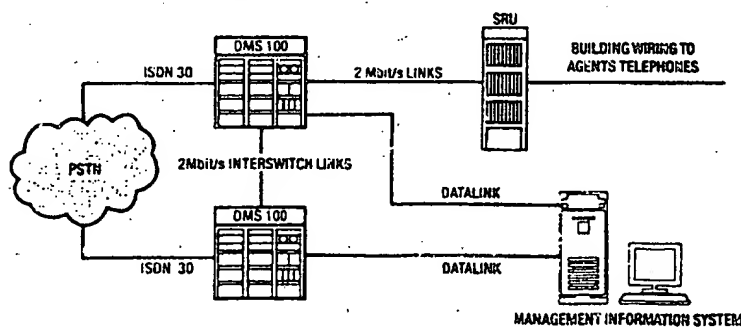 SRU
DMS 100
BUILDING WIRING TO
AGENTS TELEPHONES
ISDN 30
2 Mbit/s LINKS
PSTN
2Mbit/s INTERSWITCH LINKS
DATALINK
DMS 100
ISDN 30
DATALINK
MANAGEMENT INFORMATION SYSTEM